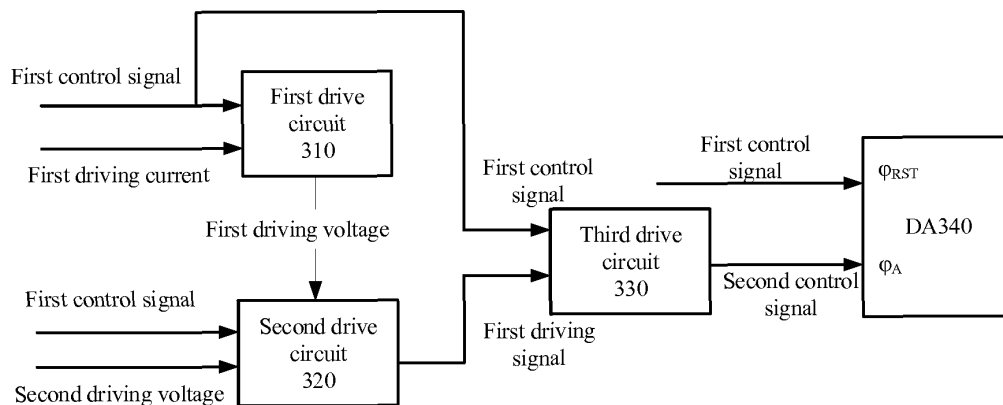 First control signal
First drive
circuit
310
First driving current
First driving voltage
First control signal
Second drive
circuit
320
Second driving voltage
First control
signal
Third drive
circuit
330
First driving
signal
First control
signal
φRST
DA340
φA
Second control
signal